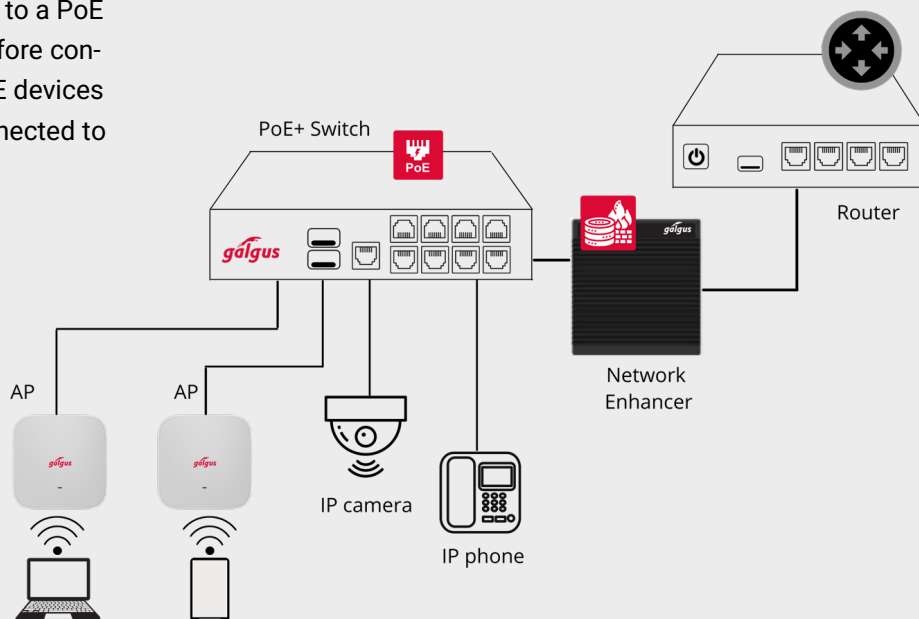 to a PoE
fore con-
E devices
nnected to
PoE+ Switch
PoE
galgus
galgus
Router
Network
Enhancer
AP
AP
galgus
galgus
IP camera
IP phone